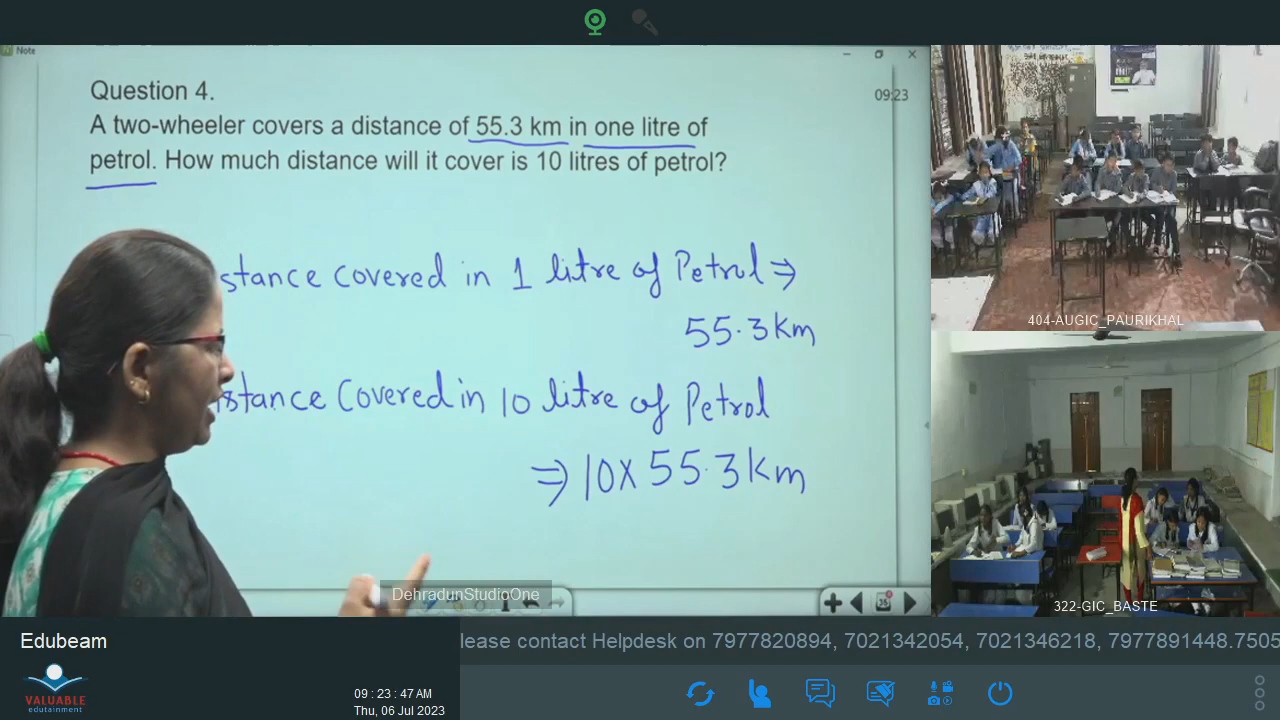 Note
09:23
Question 4.
A two-wheeler covers a distance of 55.3 km in one litre of
petrol. How much distance will it cover is 10 litres of petrol?
stance covered in 1 litre of Petrol ⇒
55.3 km
stance Covered in 10 litre of Petrol
⇒ 10 x 55.3 km
DehradunStudioOne
404-AUGIC_PAURIKHAL
322-GIC_BASTE
Edubeam
VALUABLE
edutainment
09 : 23 : 47 AM
Thu, 06 Jul 2023
lease contact Helpdesk on 7977820894, 7021342054, 7021346218, 7977891448.7505